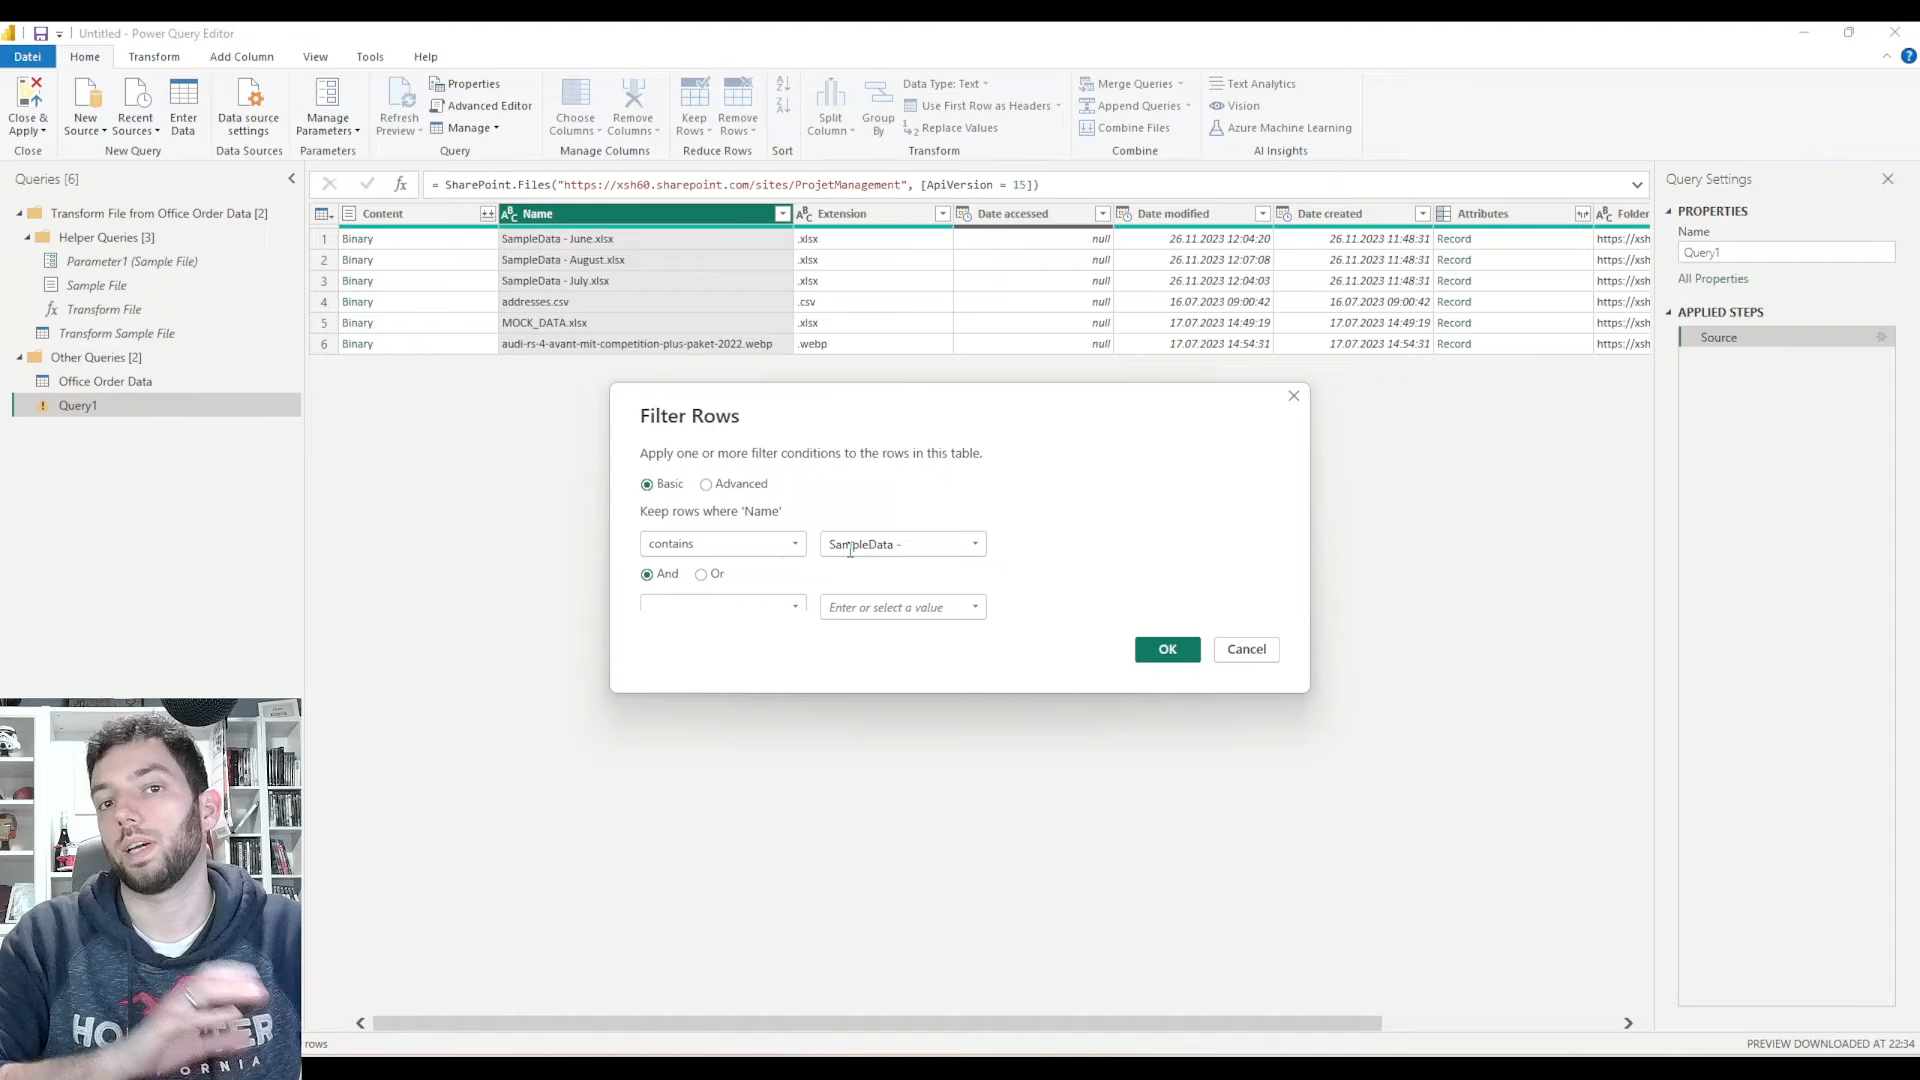 Untitled - Power Query Editor
Datei Home Transform Add Column View Tools Help
Close & Apply
New Source
Recent Sources
Enter Data
Data source settings
Manage Parameters
Refresh Preview
Properties
Advanced Editor
Manage
Choose Columns
Remove Columns
Keep Rows
Remove Rows
Split Column
Group By
Data Type: Text
Use First Row as Headers
Replace Values
Merge Queries
Append Queries
Combine Files
Text Analytics
Vision
Azure Machine Learning
Close New Query Data Sources Parameters Query Manage Columns Reduce Rows Sort Transform Combine AI Insights
Queries [6]
Transform File from Office Order Data [2]
Helper Queries [3]
Parameter1 (Sample File)
Sample File
fx Transform File
Transform Sample File
Other Queries [2]
Office Order Data
Query1
fx = SharePoint.Files("https://xsh60.sharepoint.com/sites/ProjetManagement", [ApiVersion = 15])
Content Name Extension Date accessed Date modified Date created Attributes Folder
1 Binary SampleData - June.xlsx .xlsx null 26.11.2023 12:04:20 26.11.2023 11:48:31 Record https://xsh
2 Binary SampleData - August.xlsx .xlsx null 26.11.2023 12:07:08 26.11.2023 11:48:31 Record https://xsh
3 Binary SampleData - July.xlsx .xlsx null 26.11.2023 12:04:03 26.11.2023 11:48:31 Record https://xsh
4 Binary addresses.csv .csv null 16.07.2023 09:00:42 16.07.2023 09:00:42 Record https://xsh
5 Binary MOCK_DATA.xlsx .xlsx null 17.07.2023 14:49:19 17.07.2023 14:49:19 Record https://xsh
6 Binary audi-rs-4-avant-mit-competition-plus-paket-2022.webp .webp null 17.07.2023 14:54:31 17.07.2023 14:54:31 Record https://xsh
Filter Rows
Apply one or more filter conditions to the rows in this table.
Basic Advanced
Keep rows where 'Name'
contains SampleData -
And Or
Enter or select a value
OK Cancel
Query Settings
PROPERTIES
Name
Query1
All Properties
APPLIED STEPS
Source
rows
PREVIEW DOWNLOADED AT 22:34